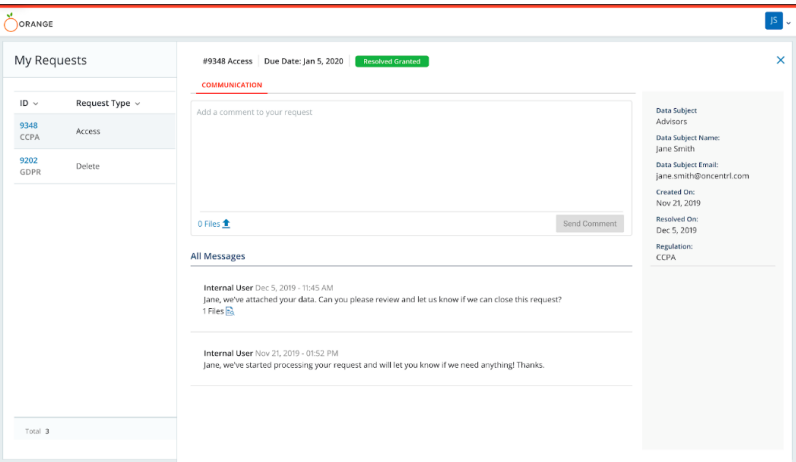 ORANGE
JS
My Requests
#9348 Access Due Date: Jan 5, 2020 Resolved Granted
COMMUNICATION
ID Request Type
9348
CCPA
Access
9202
GDPR
Delete
Total 3
Add a comment to your request
0 Files
Send Comment
All Messages
Internal User Dec 5, 2019 - 11:45 AM
Jane, we've attached your data. Can you please review and let us know if we can close this request?
1 Files
Internal User Nov 21, 2019 - 01:52 PM
Jane, we've started processing your request and will let you know if we need anything! Thanks.
Data Subject
Advisors
Data Subject Name:
Jane Smith
Data Subject Email:
jane.smith@oncentrl.com
Created On:
Nov 21, 2019
Resolved On:
Dec 5, 2019
Regulation:
CCPA